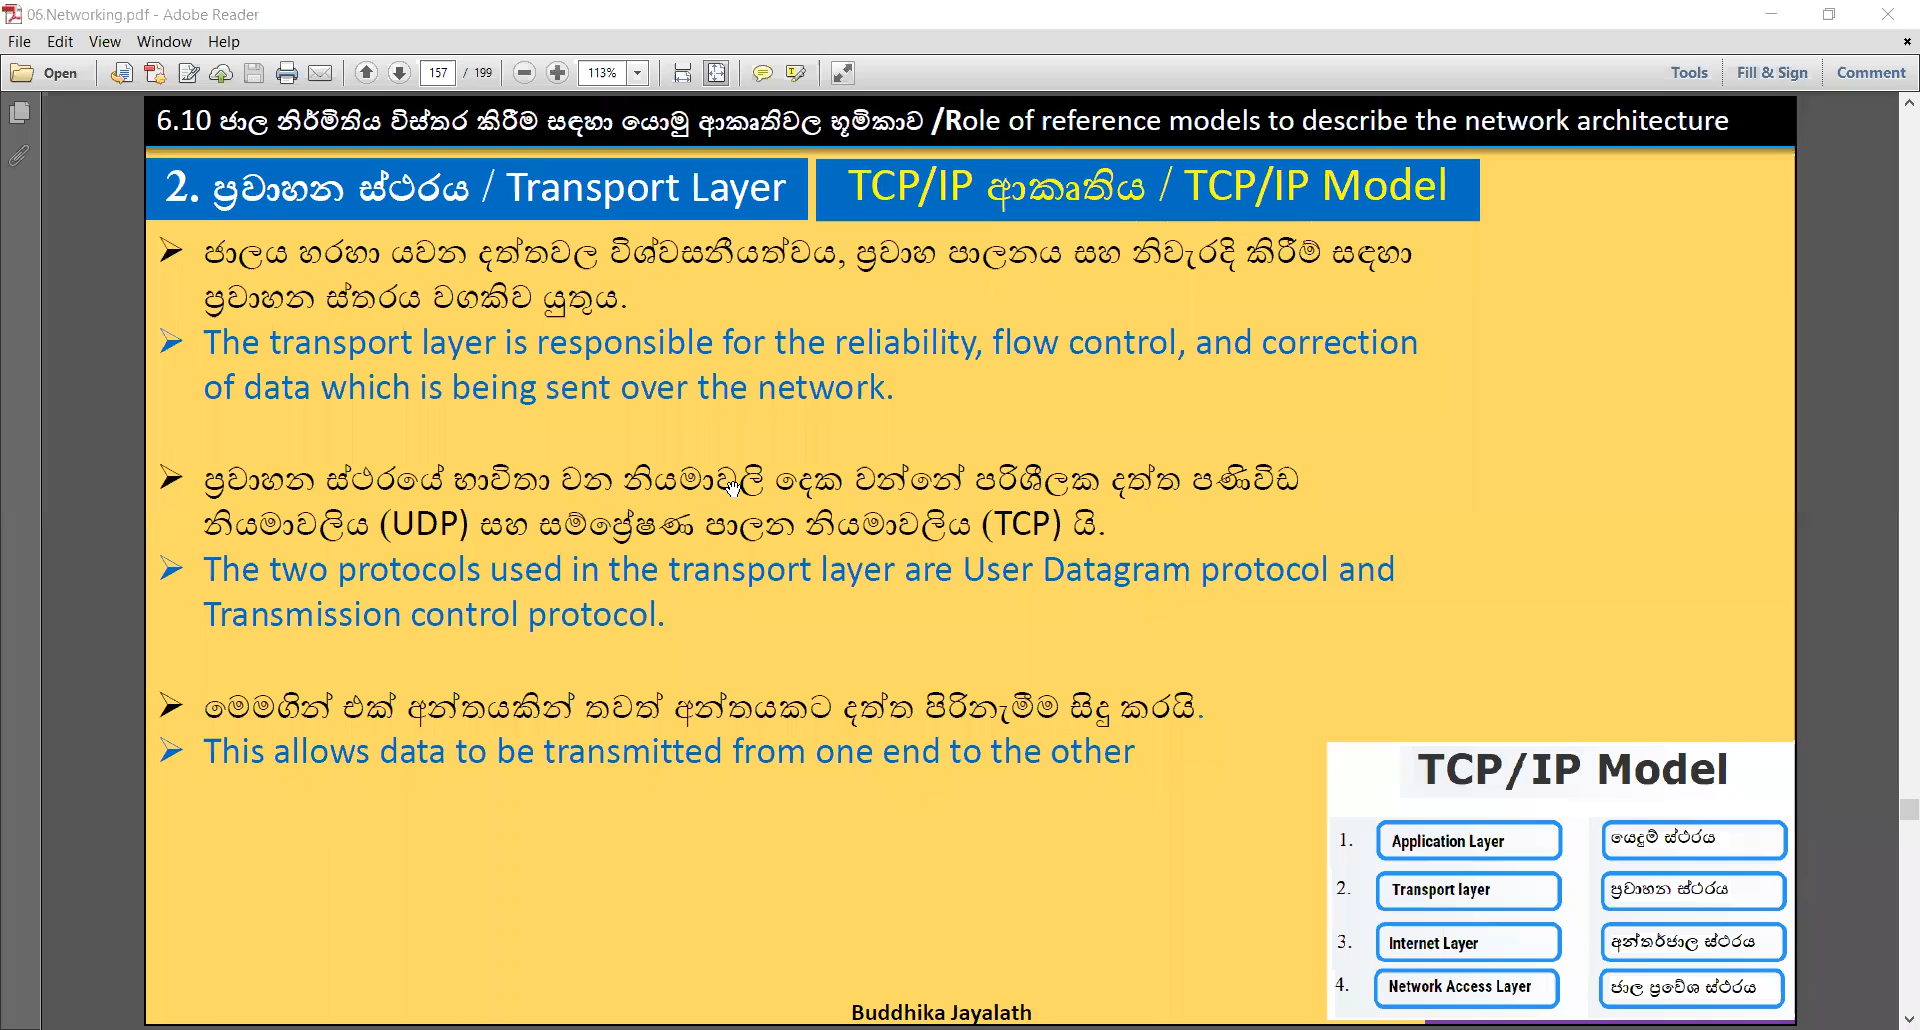 06.Networking.pdf - Adobe Reader
File Edit View Window Help
Open 157 / 199 113% Tools Fill & Sign Comment
6.10 ජාල නිර්මිතිය විස්තර කිරීම සඳහා යොමු ආකෘතිවල භූමිකාව /Role of reference models to describe the network architecture
2. ප්‍රවාහන ස්ථරය / Transport Layer
TCP/IP ආකෘතිය / TCP/IP Model
ජාලය හරහා යවන දත්තවල විශ්වසනීයත්වය, ප්‍රවාහ පාලනය සහ නිවැරදි කිරීම් සඳහා
ප්‍රවාහන ස්තරය වගකිව යුතුය.
The transport layer is responsible for the reliability, flow control, and correction
of data which is being sent over the network.
ප්‍රවාහන ස්ථරයේ භාවිතා වන නියමාවලි දෙක වන්නේ පරිශීලක දත්ත පණිවිඩ
නියමාවලිය (UDP) සහ සම්ප්‍රේෂණ පාලන නියමාවලිය (TCP) යි.
The two protocols used in the transport layer are User Datagram protocol and
Transmission control protocol.
මෙමගින් එක් අන්තයකින් තවත් අන්තයකට දත්ත පිරිනැමීම සිදු කරයි.
This allows data to be transmitted from one end to the other
TCP/IP Model
1. Application Layer යෙදුම් ස්ථරය
2. Transport layer ප්‍රවාහන ස්ථරය
3. Internet Layer අන්තර්ජාල ස්ථරය
4. Network Access Layer ජාල ප්‍රවේශ ස්ථරය
Buddhika Jayalath